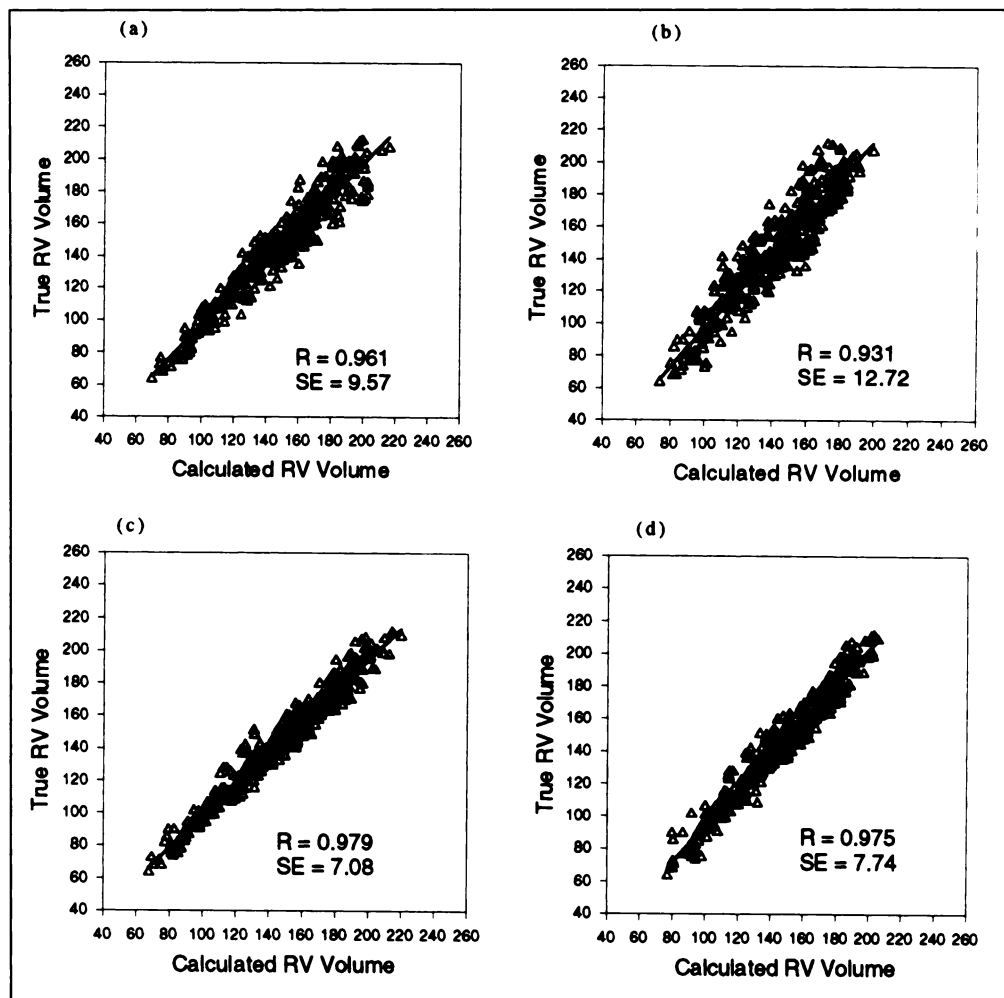 (a)
260
240
220
200
180
160
140
120
100
80
60
40
True RV Volume
R = 0.961
SE = 9.57
40 60 80 100 120 140 160 180 200 220 240 260
Calculated RV Volume
(b)
260
240
220
200
180
160
140
120
100
80
60
40
True RV Volume
R = 0.931
SE = 12.72
40 60 80 100 120 140 160 180 200 220 240 260
Calculated RV Volume
(c)
260
240
220
200
180
160
140
120
100
80
60
40
True RV Volume
R = 0.979
SE = 7.08
40 60 80 100 120 140 160 180 200 220 240 260
Calculated RV Volume
(d)
260
240
220
200
180
160
140
120
100
80
60
40
True RV Volume
R = 0.975
SE = 7.74
40 60 80 100 120 140 160 180 200 220 240 260
Calculated RV Volume